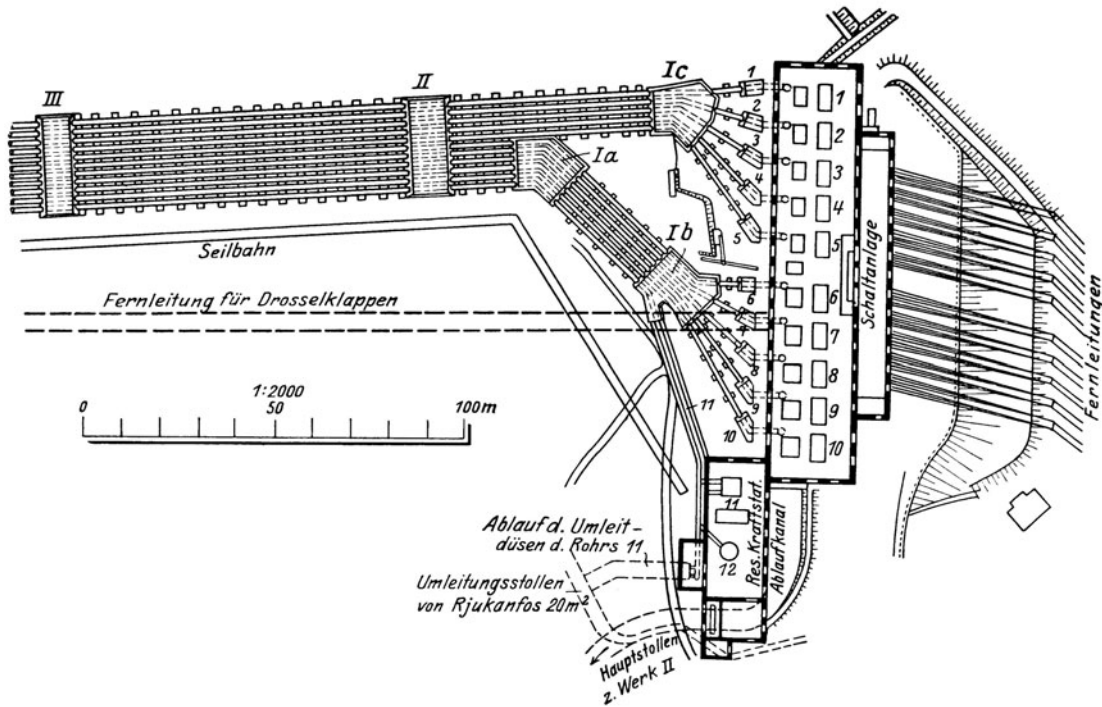 III
II
Ic
Ia
Ib
1
2
3
4
5
6
7
8
9
10
1
2
3
4
5
6
7
8
9
10
Schaltanlage
Fernleitungen
Seilbahn
Fernleitung für Drosselklappen
1:2000
0 50 100m
11
11
12
Res. Kraftstat.
Ablaufkanal
Ablauf d. Umleit-
düsen d. Rohrs 11
Umleitungsstollen
von Rjukanfos 20m²
Hauptstollen
z. Werk II